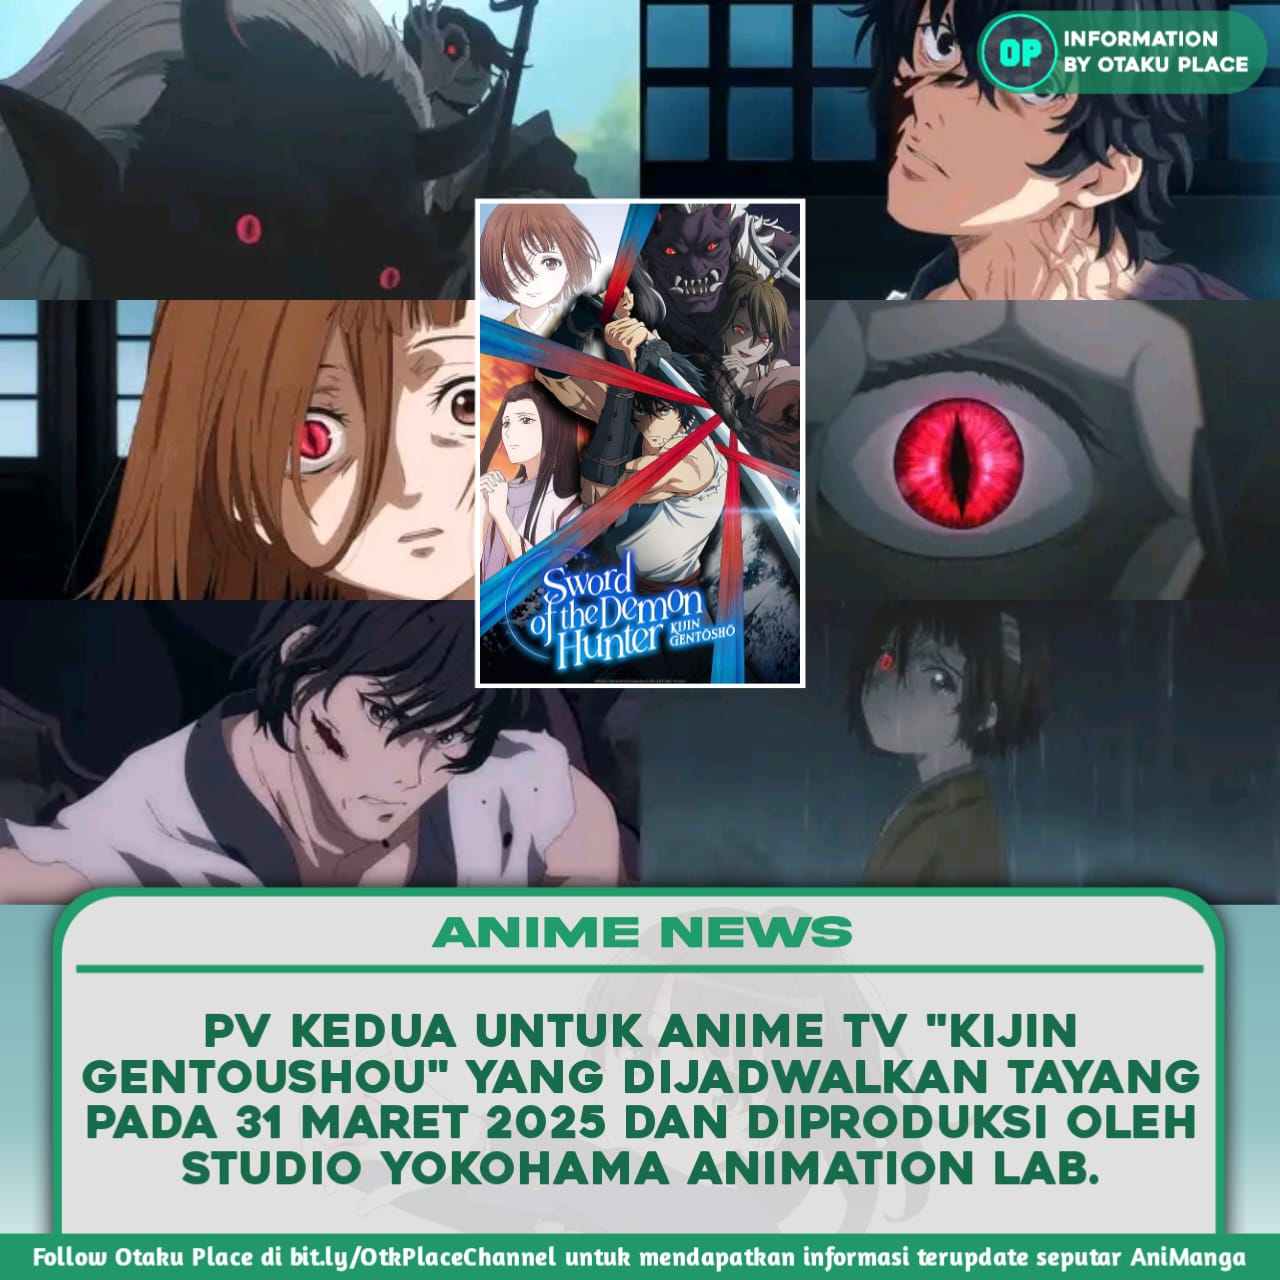 OP
INFORMATION
BY OTAKU PLACE
Sword
of the Demon
Hunter
KIJIN
GENTOSHŌ
ANIME NEWS
PV KEDUA UNTUK ANIME TV "KIJIN
GENTOUSHOU" YANG DIJADWALKAN TAYANG
PADA 31 MARET 2025 DAN DIPRODUKSI OLEH
STUDIO YOKOHAMA ANIMATION LAB.
Follow Otaku Place di bit.ly/OtkPlaceChannel untuk mendapatkan informasi terupdate seputar AniManga